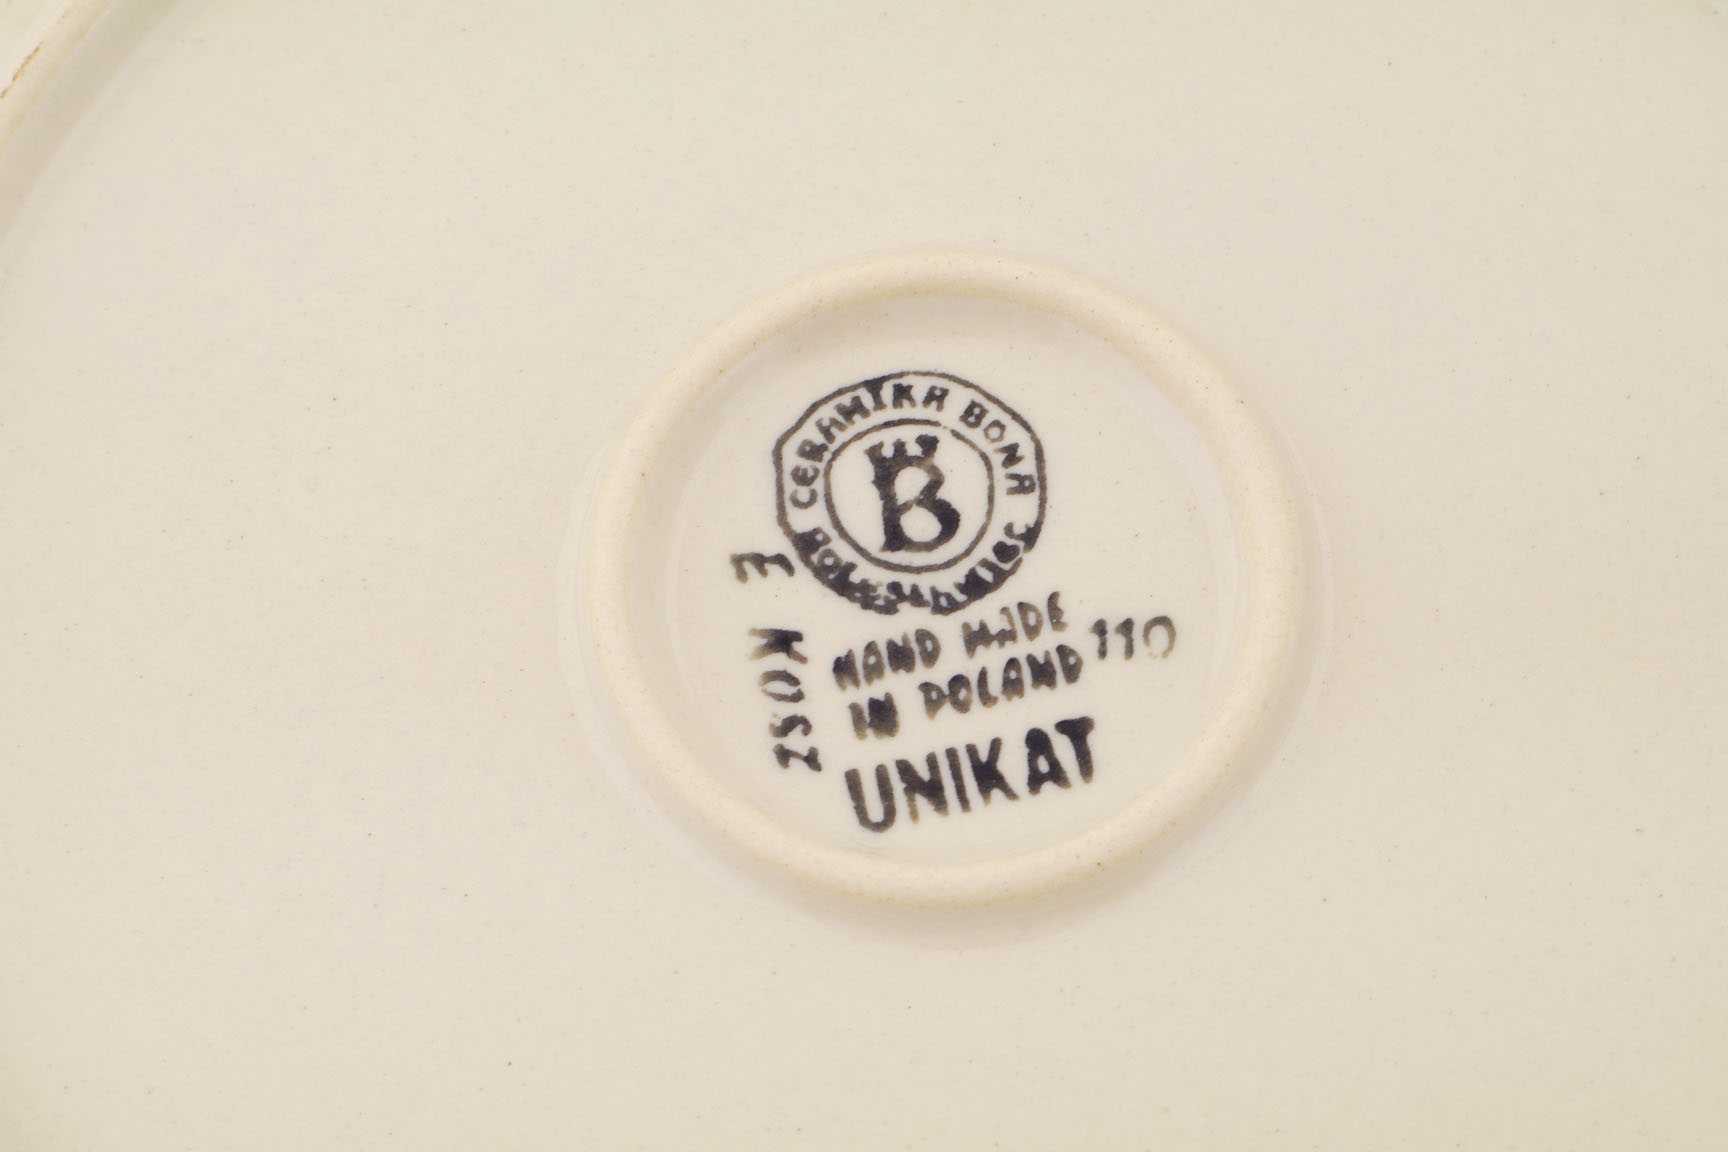 CERAMIKA BONA
BOLESŁAWIEC
B
HAND MADE
IN POLAND
110
UNIKAT
E KOSZ